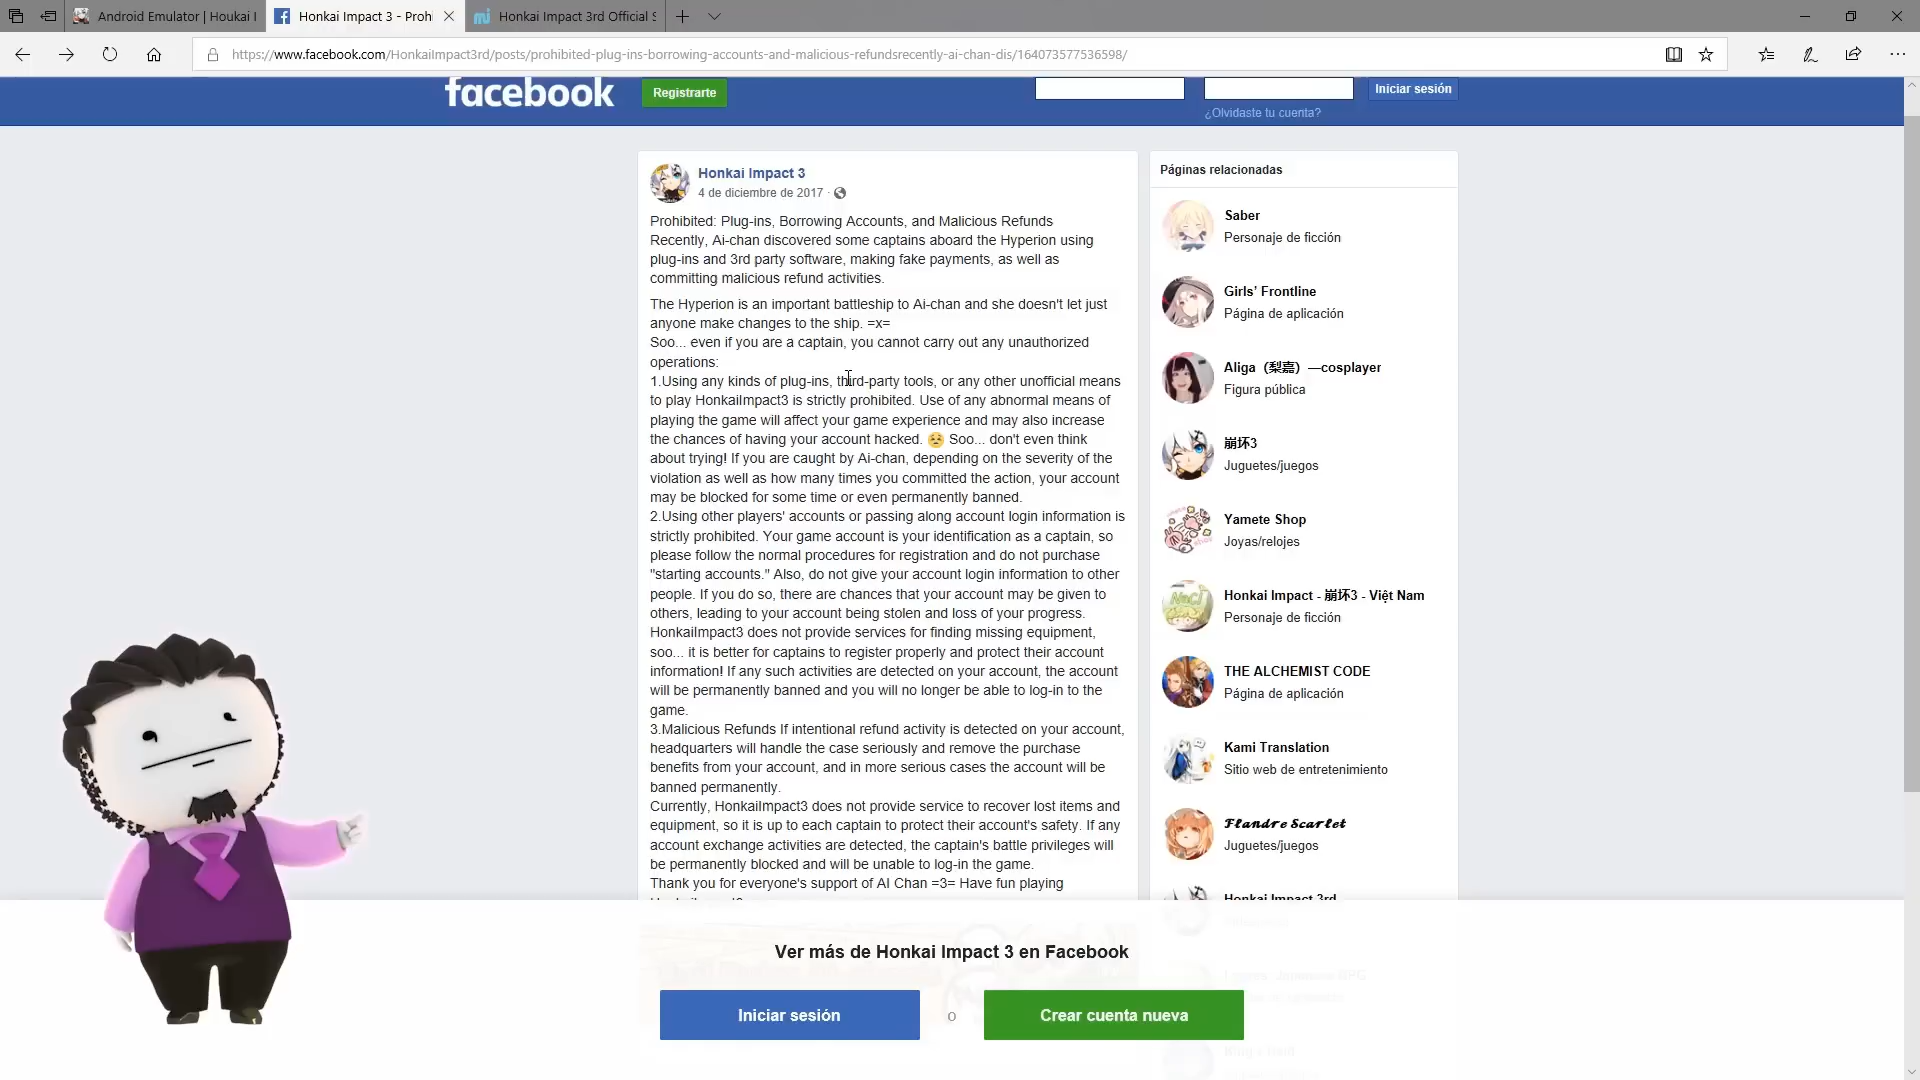 Android Emulator | Houkai I
Honkai Impact 3 - Prohi
Honkai Impact 3rd Official S
https://www.facebook.com/HonkaiImpact3rd/posts/prohibited-plug-ins-borrowing-accounts-and-malicious-refundsrecently-ai-chan-dis/1640735775365​98/
facebook
Registrarte
Iniciar sesión
¿Olvidaste tu cuenta?
Honkai Impact 3
4 de diciembre de 2017 ·
Prohibited: Plug-ins, Borrowing Accounts, and Malicious Refunds
Recently, Ai-chan discovered some captains aboard the Hyperion using
plug-ins and 3rd party software, making fake payments, as well as
committing malicious refund activities.
The Hyperion is an important battleship to Ai-chan and she doesn't let just
anyone make changes to the ship. =x=
Soo... even if you are a captain, you cannot carry out any unauthorized
operations:
1.Using any kinds of plug-ins, third-party tools, or any other unofficial means
to play HonkaiImpact3 is strictly prohibited. Use of any abnormal means of
playing the game will affect your game experience and may also increase
the chances of having your account hacked. 😣 Soo... don't even think
about trying! If you are caught by Ai-chan, depending on the severity of the
violation as well as how many times you committed the action, your account
may be blocked for some time or even permanently banned.
2.Using other players' accounts or passing along account login information is
strictly prohibited. Your game account is your identification as a captain, so
please follow the normal procedures for registration and do not purchase
"starting accounts." Also, do not give your account login information to other
people. If you do so, there are chances that your account may be given to
others, leading to your account being stolen and loss of your progress.
HonkaiImpact3 does not provide services for finding missing equipment,
soo... it is better for captains to register properly and protect their account
information! If any such activities are detected on your account, the account
will be permanently banned and you will no longer be able to log-in to the
game.
3.Malicious Refunds If intentional refund activity is detected on your account,
headquarters will handle the case seriously and remove the purchase
benefits from your account, and in more serious cases the account will be
banned permanently.
Currently, HonkaiImpact3 does not provide service to recover lost items and
equipment, so it is up to each captain to protect their account's safety. If any
account exchange activities are detected, the captain's battle privileges will
be permanently blocked and will be unable to log-in the game.
Thank you for everyone's support of AI Chan =3= Have fun playing
Páginas relacionadas
Saber
Personaje de ficción
Girls' Frontline
Página de aplicación
Aliga（梨嘉）—cosplayer
Figura pública
崩坏3
Juguetes/juegos
Yamete Shop
Joyas/relojes
Honkai Impact - 崩坏3 - Việt Nam
Personaje de ficción
THE ALCHEMIST CODE
Página de aplicación
Kami Translation
Sitio web de entretenimiento
𝓕𝓵𝓪𝓷𝓭𝓻𝓮 𝓢𝓬𝓪𝓻𝓵𝓮𝓽
Juguetes/juegos
Honkai Impact 3rd
Ver más de Honkai Impact 3 en Facebook
Iniciar sesión
o
Crear cuenta nueva